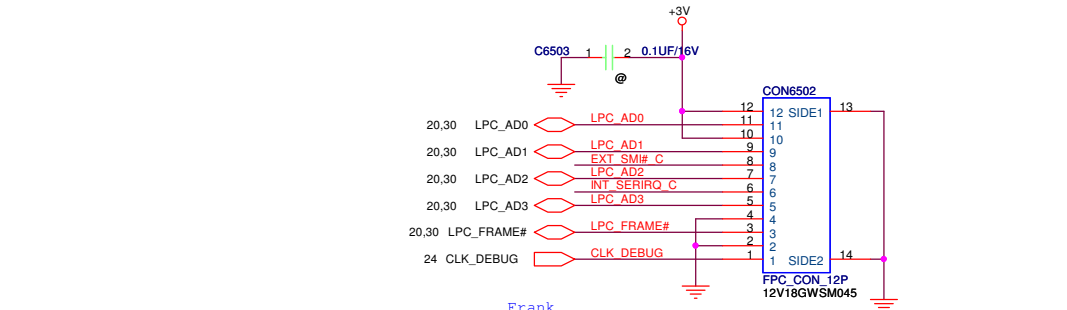 +3V
C6503 1 2 0.1UF/16V
@
CON6502
12 12 SIDE1 13
20,30 LPC_AD0 LPC_AD0 11 11
10 10
20,30 LPC_AD1 LPC_AD1 9 9
EXT_SMI#_C 8 8
20,30 LPC_AD2 LPC_AD2 7 7
INT_SERIRQ_C 6 6
20,30 LPC_AD3 LPC_AD3 5 5
4 4
20,30 LPC_FRAME# LPC_FRAME# 3 3
2 2
24 CLK_DEBUG CLK_DEBUG 1 1 SIDE2 14
FPC_CON_12P
12V18GWSM045
Frank